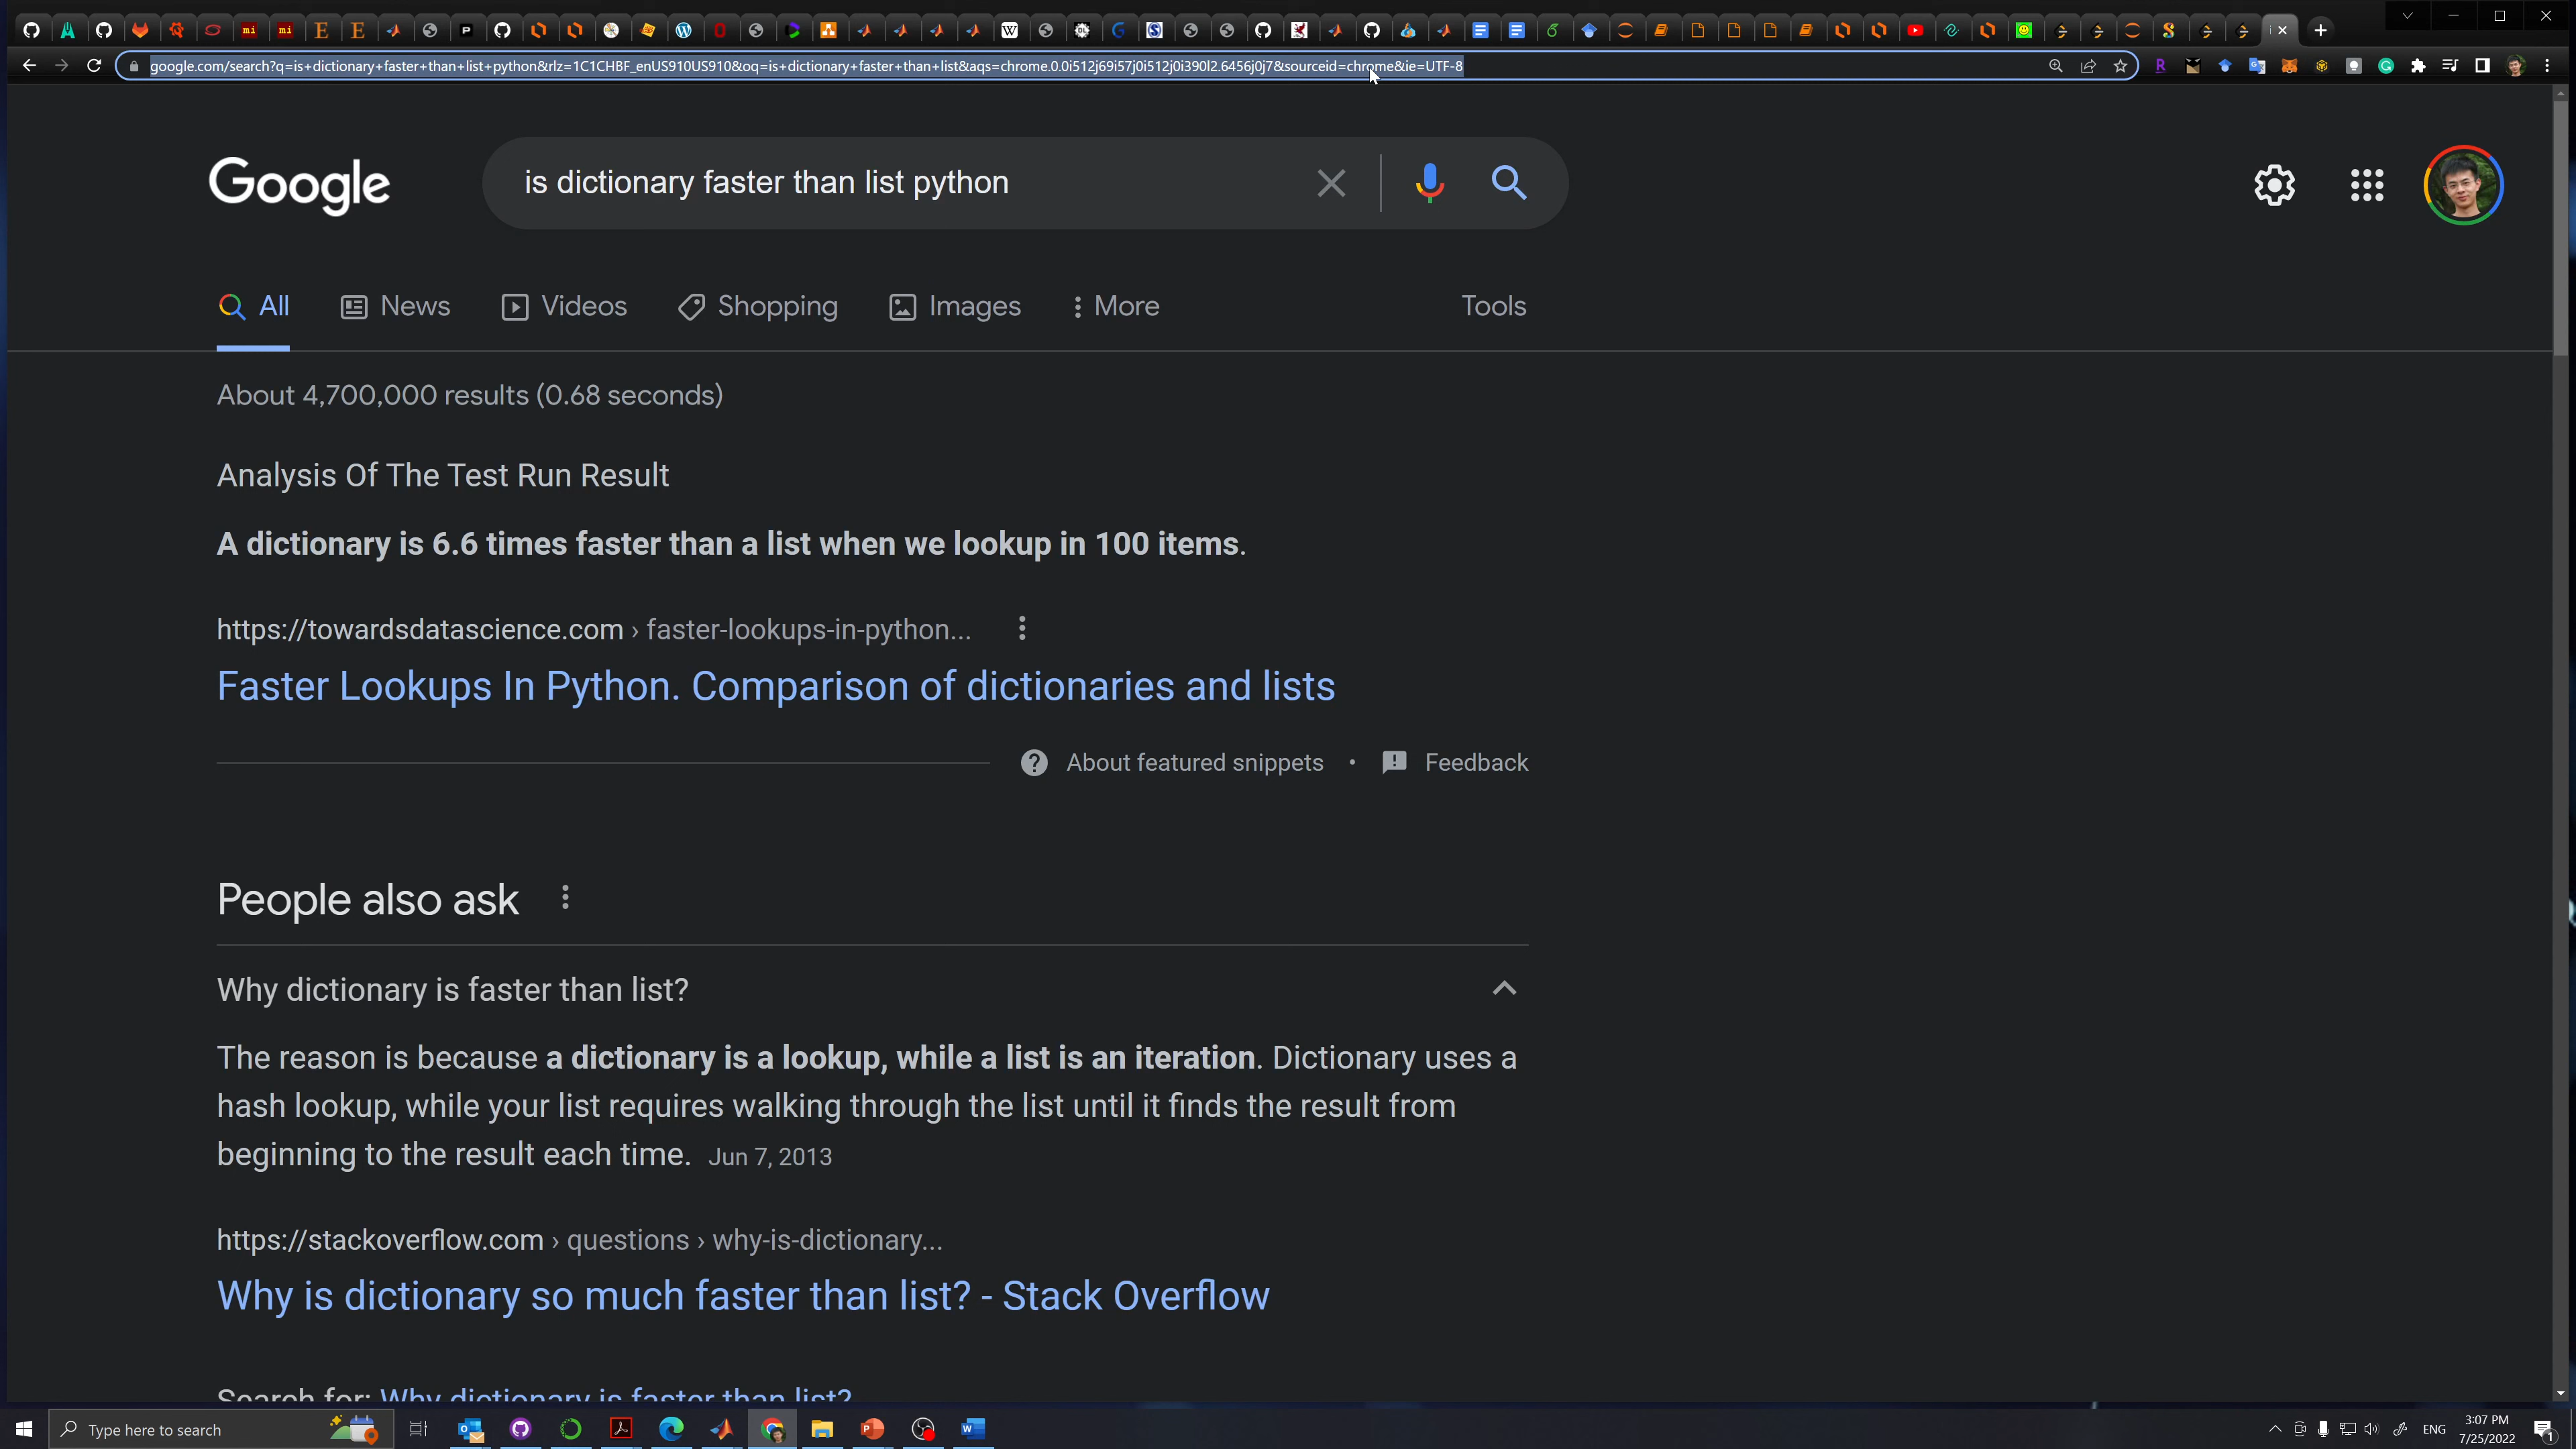 google.com/search?q=is+dictionary+faster+than+list+python&rlz=1C1CHBF_enUS910US910&oq=is+dictionary+faster+than+list&aqs=chrome.0.0i512j69i57j0i512j0i390l2.6456j0j7&sourceid=chrome&ie=UTF-8
Google
is dictionary faster than list python
All
News
Videos
Shopping
Images
More
Tools
About 4,700,000 results (0.68 seconds)
Analysis Of The Test Run Result
A dictionary is 6.6 times faster than a list when we lookup in 100 items.
https://towardsdatascience.com › faster-lookups-in-python...
Faster Lookups In Python. Comparison of dictionaries and lists
About featured snippets • Feedback
People also ask
Why dictionary is faster than list?
The reason is because a dictionary is a lookup, while a list is an iteration. Dictionary uses a
hash lookup, while your list requires walking through the list until it finds the result from
beginning to the result each time. Jun 7, 2013
https://stackoverflow.com › questions › why-is-dictionary...
Why is dictionary so much faster than list? - Stack Overflow
Search for: Why dictionary is faster than list?
Type here to search
ENG
3:07 PM
7/25/2022